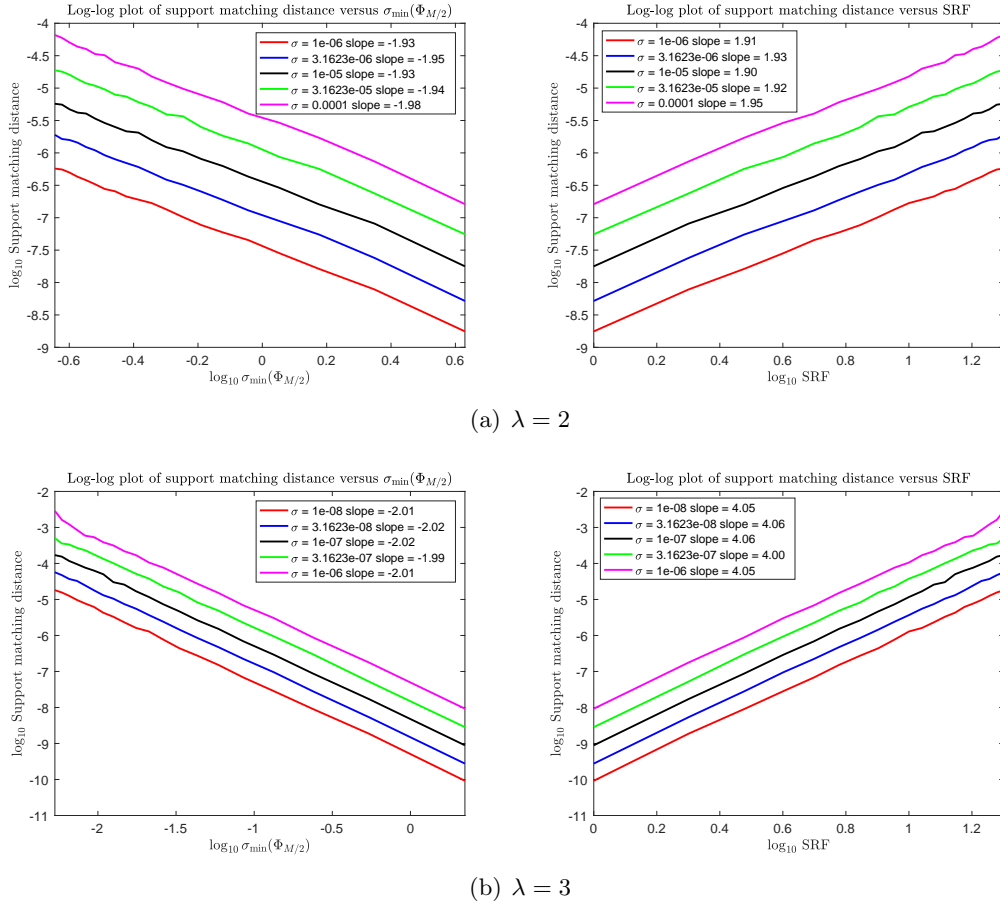 Log-log plot of support matching distance versus σ_min(Φ_{M/2})
-4
-4.5
-5
-5.5
-6
-6.5
-7
-7.5
-8
-8.5
-9
log₁₀ Support matching distance
σ = 1e-06 slope = -1.93
σ = 3.1623e-06 slope = -1.95
σ = 1e-05 slope = -1.93
σ = 3.1623e-05 slope = -1.94
σ = 0.0001 slope = -1.98
-0.6 -0.4 -0.2 0 0.2 0.4 0.6
log₁₀ σ_min(Φ_{M/2})
Log-log plot of support matching distance versus SRF
-4
-4.5
-5
-5.5
-6
-6.5
-7
-7.5
-8
-8.5
-9
log₁₀ Support matching distance
σ = 1e-06 slope = 1.91
σ = 3.1623e-06 slope = 1.93
σ = 1e-05 slope = 1.90
σ = 3.1623e-05 slope = 1.92
σ = 0.0001 slope = 1.95
0 0.2 0.4 0.6 0.8 1 1.2
log₁₀ SRF
(a) λ = 2
Log-log plot of support matching distance versus σ_min(Φ_{M/2})
-2
-3
-4
-5
-6
-7
-8
-9
-10
-11
log₁₀ Support matching distance
σ = 1e-08 slope = -2.01
σ = 3.1623e-08 slope = -2.02
σ = 1e-07 slope = -2.02
σ = 3.1623e-07 slope = -1.99
σ = 1e-06 slope = -2.01
-2 -1.5 -1 -0.5 0
log₁₀ σ_min(Φ_{M/2})
Log-log plot of support matching distance versus SRF
-2
-3
-4
-5
-6
-7
-8
-9
-10
-11
log₁₀ Support matching distance
σ = 1e-08 slope = 4.05
σ = 3.1623e-08 slope = 4.06
σ = 1e-07 slope = 4.06
σ = 3.1623e-07 slope = 4.00
σ = 1e-06 slope = 4.05
0 0.2 0.4 0.6 0.8 1 1.2
log₁₀ SRF
(b) λ = 3